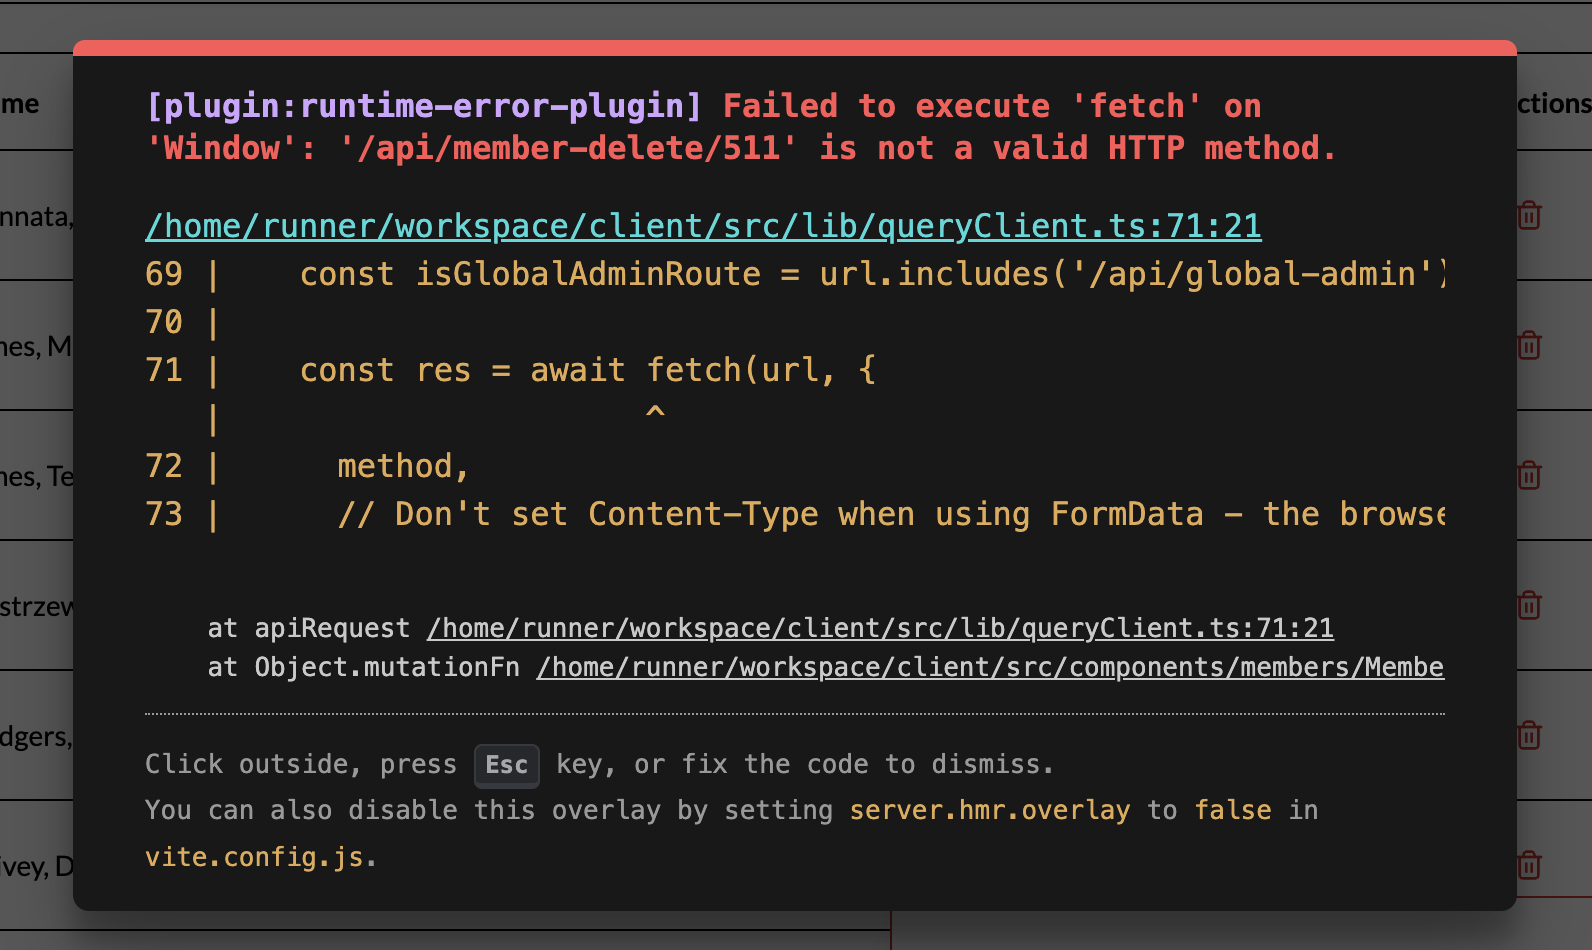 me
ctions
[plugin:runtime-error-plugin] Failed to execute 'fetch' on
'Window': '/api/member-delete/511' is not a valid HTTP method.
nnata,
/home/runner/workspace/client/src/lib/queryClient.ts:71:21
69 |    const isGlobalAdminRoute = url.includes('/api/global-admin')
70 |
nes, M
71 |    const res = await fetch(url, {
   |                      ^
72 |      method,
nes, Te
73 |      // Don't set Content-Type when using FormData - the browse
strzew
at apiRequest /home/runner/workspace/client/src/lib/queryClient.ts:71:21
at Object.mutationFn /home/runner/workspace/client/src/components/members/Membe
dgers,
Click outside, press Esc key, or fix the code to dismiss.
You can also disable this overlay by setting server.hmr.overlay to false in
vite.config.js.
ivey, D